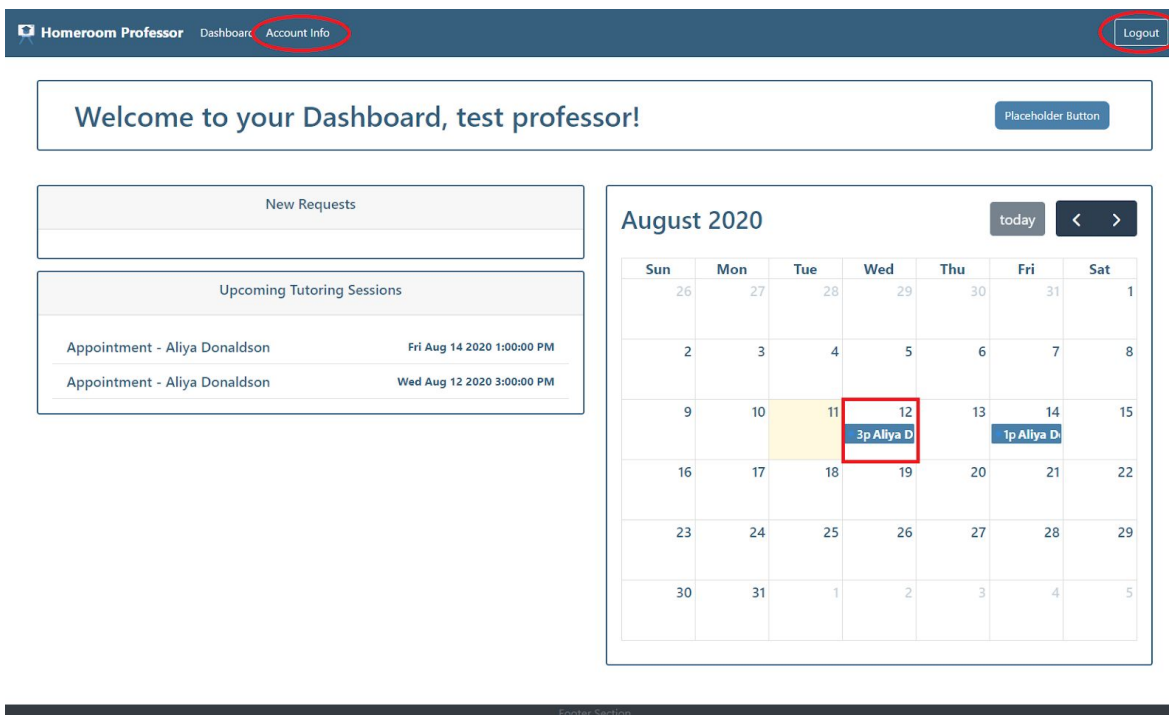 Homeroom Professor Dashboard Account Info Logout
Welcome to your Dashboard, test professor! Placeholder Button
New Requests
Upcoming Tutoring Sessions
Appointment - Aliya Donaldson Fri Aug 14 2020 1:00:00 PM
Appointment - Aliya Donaldson Wed Aug 12 2020 3:00:00 PM
August 2020 today
Sun Mon Tue Wed Thu Fri Sat
26 27 28 29 30 31 1
2 3 4 5 6 7 8
9 10 11 12 13 14 15
3p Aliya D 1p Aliya D
16 17 18 19 20 21 22
23 24 25 26 27 28 29
30 31 1 2 3 4 5
Footer Section